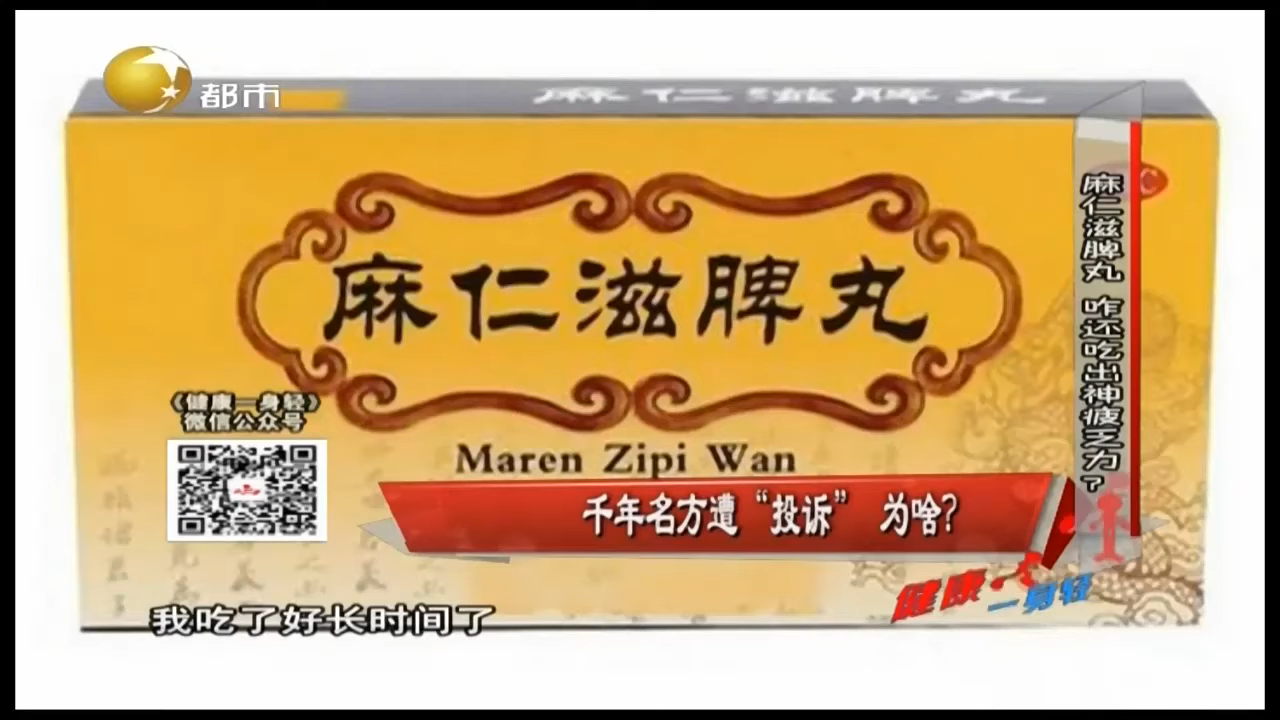 都市
麻仁滋脾丸
麻仁滋脾丸
Maren Zipi Wan
麻仁滋脾丸 咋还吃出神疲乏力?
《健康一身轻》
微信公众号
千年名方遭“投诉” 为啥?
健康一身轻
我吃了好长时间了